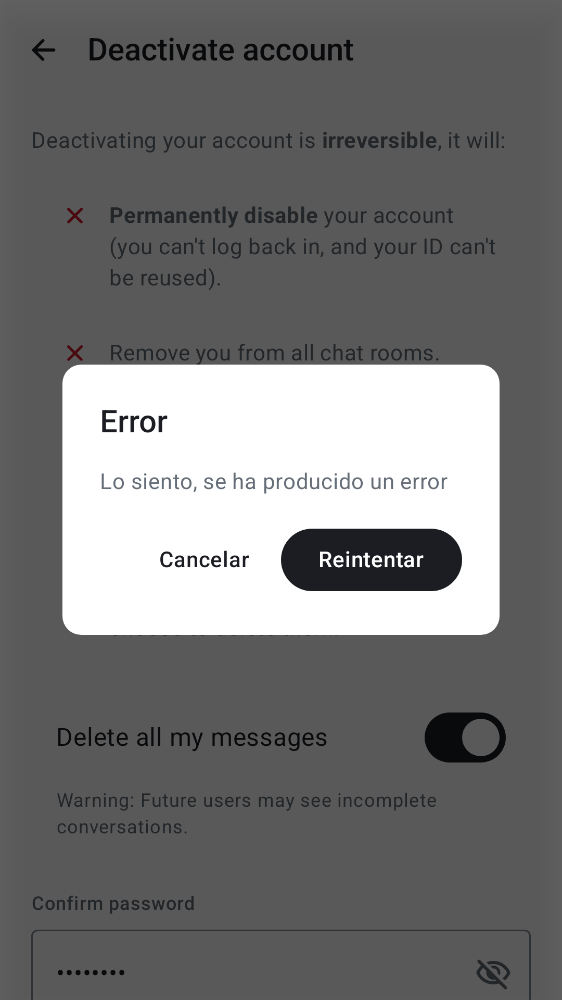 Deactivate account
Deactivating your account is irreversible, it will:
Permanently disable your account
(you can't log back in, and your ID can't
be reused).
Remove you from all chat rooms.
Error
Lo siento, se ha producido un error
Cancelar
Reintentar
Delete all my messages
Warning: Future users may see incomplete
conversations.
Confirm password
••••••••